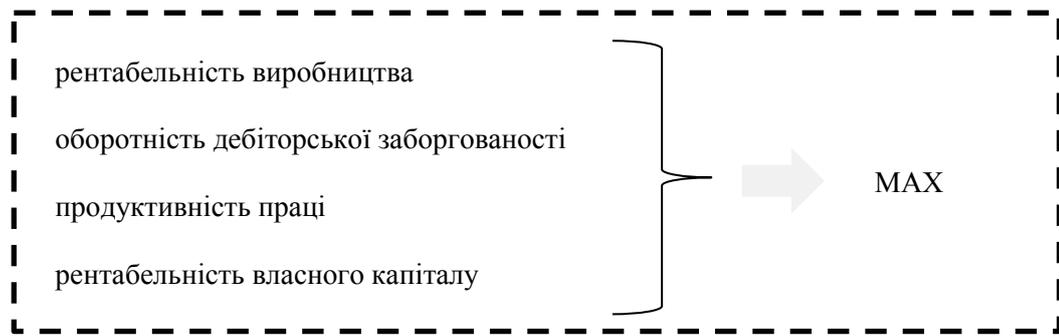 рентабельність виробництва
оборотність дебіторської заборгованості
продуктивність праці
рентабельність власного капіталу
MAX